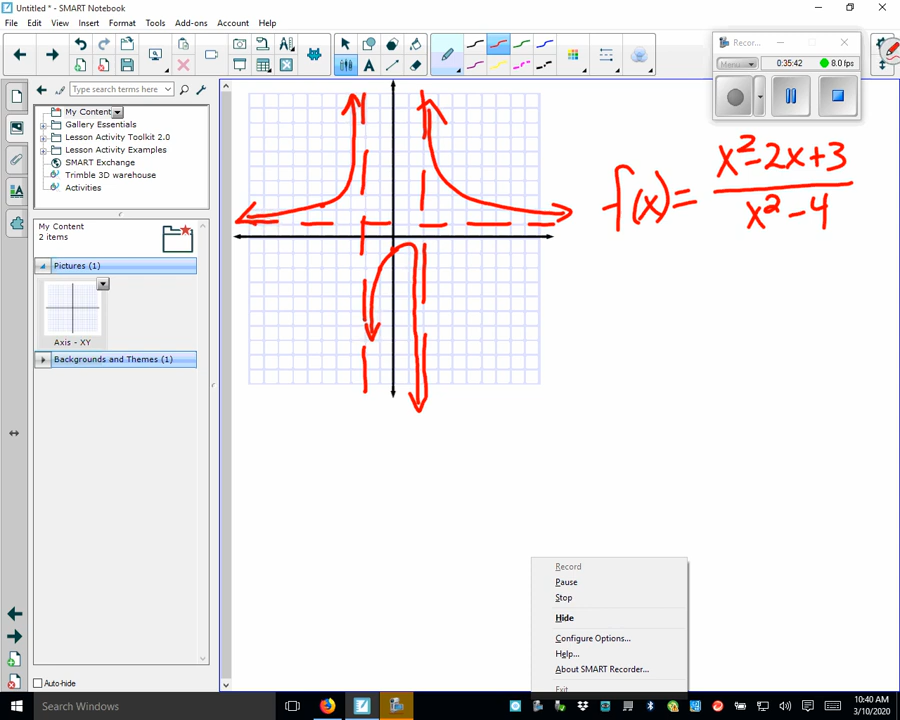 Untitled * - SMART Notebook
File Edit View Insert Format Tools Add-ons Account Help
Recor...
Menu
0:35:42
8.0 fps
Type search terms here
My Content
Gallery Essentials
Lesson Activity Toolkit 2.0
Lesson Activity Examples
SMART Exchange
Trimble 3D warehouse
Activities
My Content
2 items
Pictures (1)
Axis - XY
Backgrounds and Themes (1)
f(x) = (x²-2x+3)/(x²-4)
Record
Pause
Stop
Hide
Configure Options...
Help...
About SMART Recorder...
Exit
Auto-hide
Search Windows
10:40 AM
3/10/2020